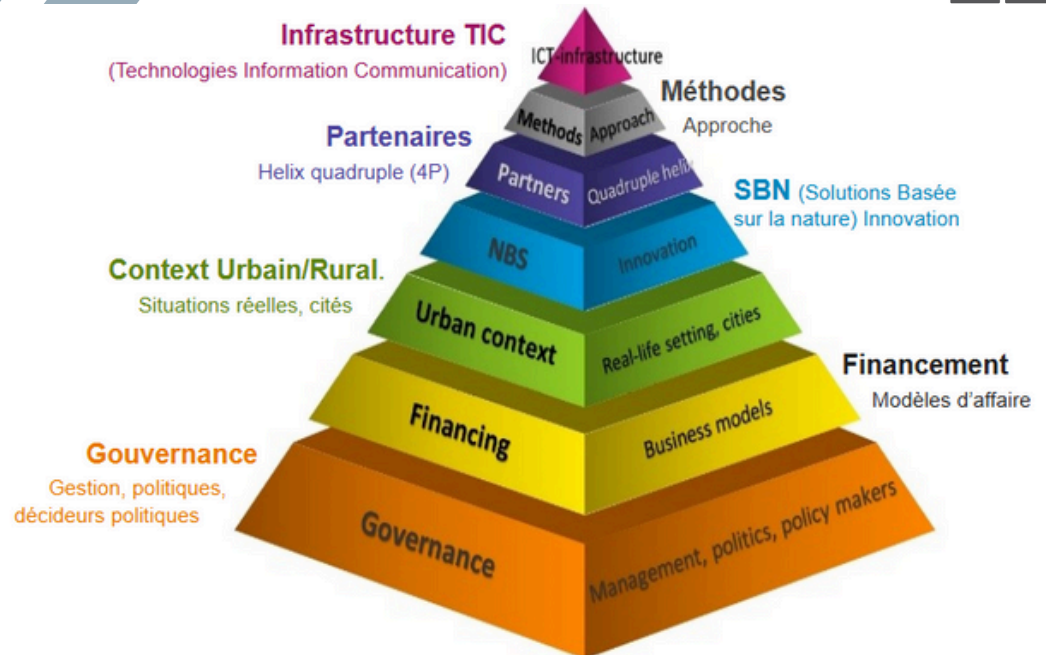 Infrastructure TIC
(Technologies Information Communication)
ICT-infrastructure
Méthodes
Approche
Methods
Approach
Partenaires
Helix quadruple (4P)
Partners
Quadruple helix
SBN (Solutions Basée
sur la nature) Innovation
NBS
Innovation
Context Urbain/Rural.
Situations réelles, cités
Urban context
Real-life setting, cities
Financement
Modèles d'affaire
Financing
Business models
Gouvernance
Gestion, politiques,
décideurs politiques
Governance
Management, politics, policy makers